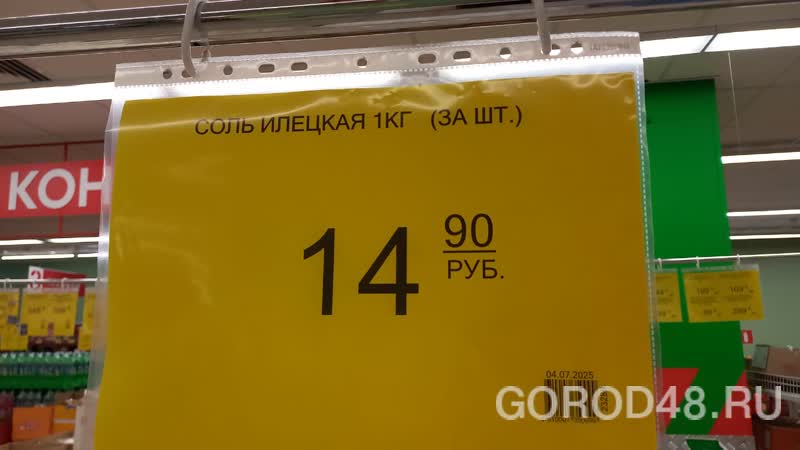 СОЛЬ ИЛЕЦКАЯ 1КГ (ЗА ШТ.)
КОН
14 90
РУБ.
04.07.2025
GOROD48.RU